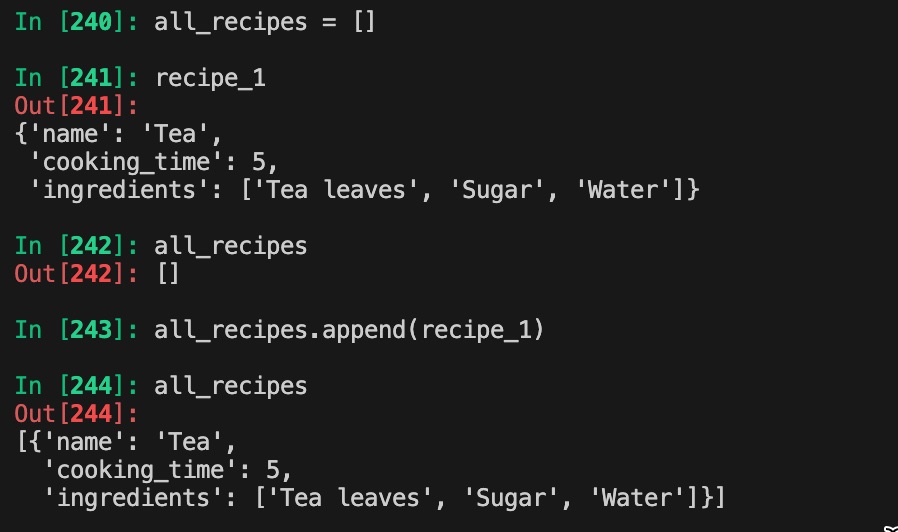 In [240]: all_recipes = []
In [241]: recipe_1
Out[241]:
{'name': 'Tea',
 'cooking_time': 5,
 'ingredients': ['Tea leaves', 'Sugar', 'Water']}
In [242]: all_recipes
Out[242]: []
In [243]: all_recipes.append(recipe_1)
In [244]: all_recipes
Out[244]:
[{'name': 'Tea',
  'cooking_time': 5,
  'ingredients': ['Tea leaves', 'Sugar', 'Water']}]